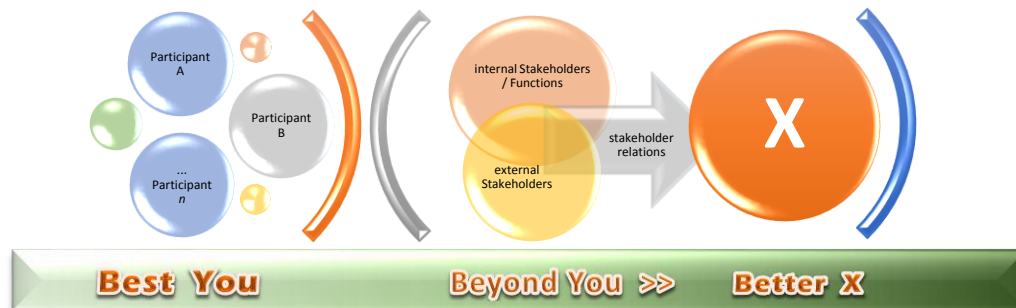 Participant
A
Participant
B
...
Participant
n
internal Stakeholders
/ Functions
external
Stakeholders
stakeholder
relations
X
Best You
Beyond You >>
Better X